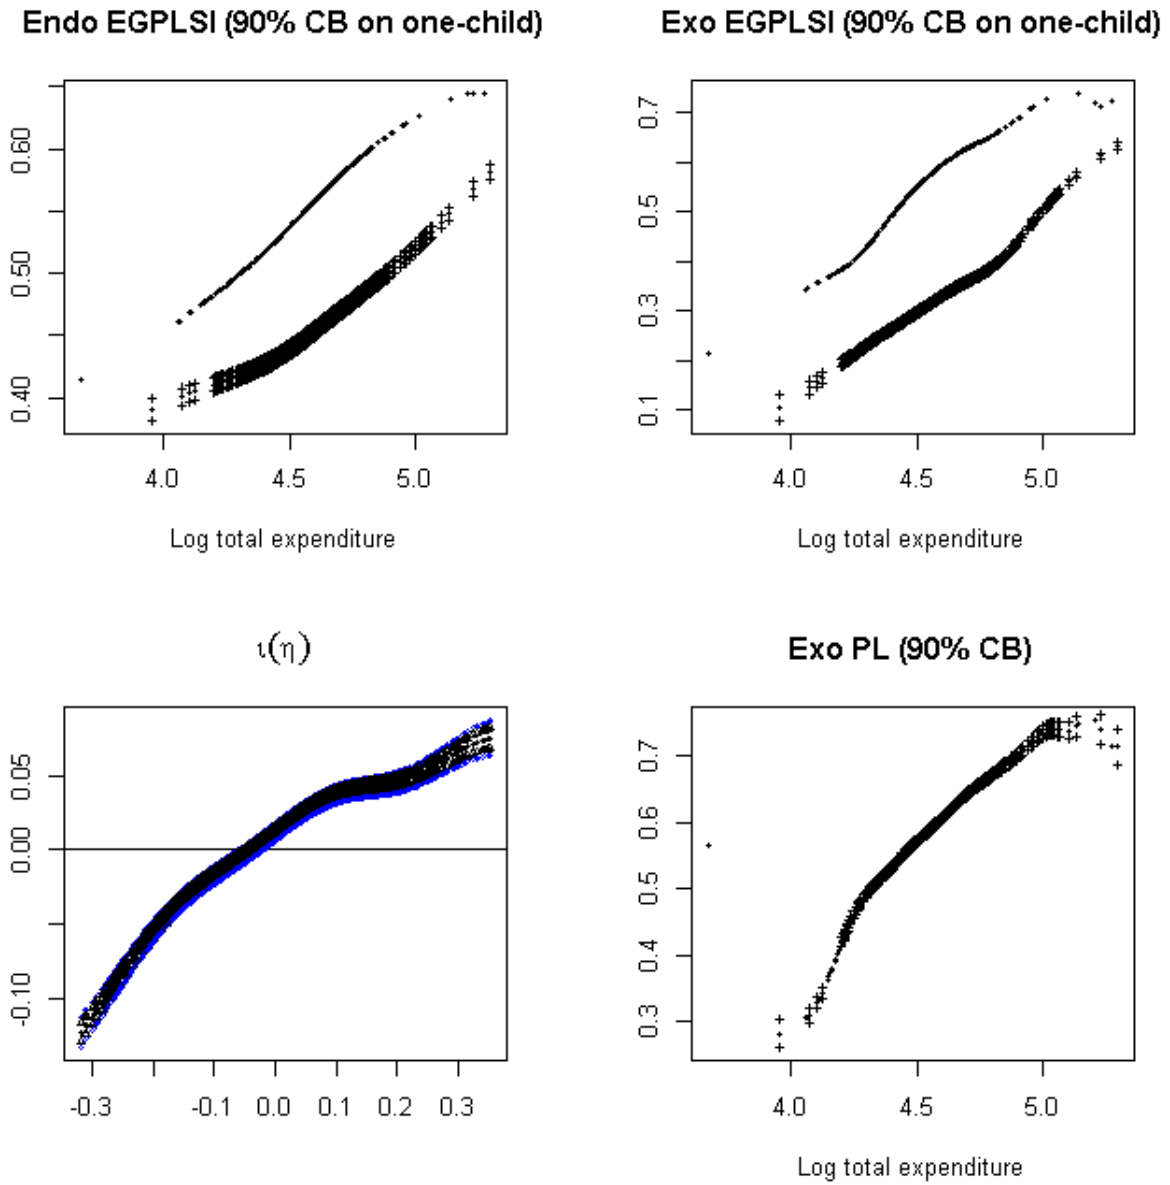 Endo EGPLSI (90% CB on one-child)
0.60
0.50
0.40
4.0 4.5 5.0
Log total expenditure
Exo EGPLSI (90% CB on one-child)
0.7
0.5
0.3
0.1
4.0 4.5 5.0
Log total expenditure
ι(η)
0.05
0.00
-0.10
-0.3 -0.1 0.0 0.1 0.2 0.3
Exo PL (90% CB)
0.7
0.6
0.5
0.4
0.3
4.0 4.5 5.0
Log total expenditure